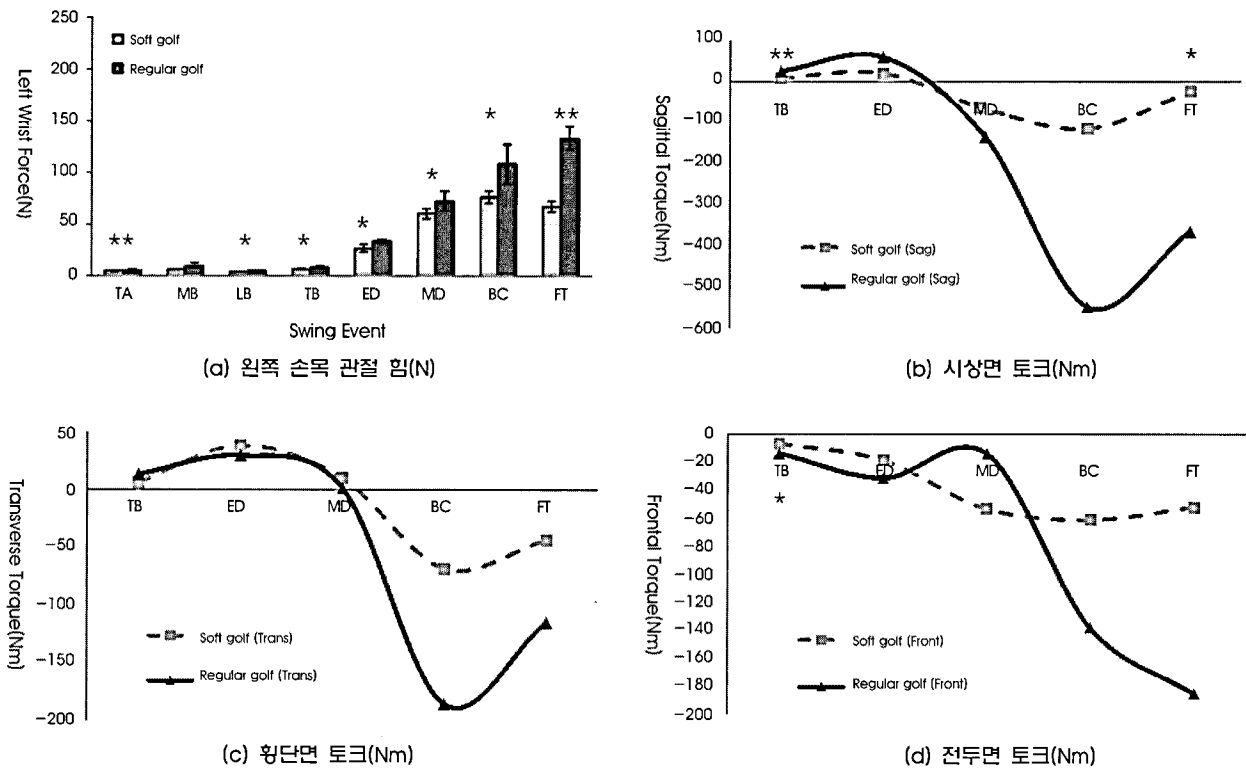 250
200
150
100
50
0
Left Wrist Force(N)
Soft golf
Regular golf
** * * * * * **
TA MB LB TB ED MD BC FT
Swing Event
(a) 왼쪽 손목 관절 힘(N)
100
0
-100
-200
-300
-400
-500
-600
Sagittal Torque(Nm)
** *
TB ED MD BC FT
Soft golf (Sag)
Regular golf (Sag)
(b) 시상면 토크(Nm)
50
0
-50
-100
-150
-200
Transverse Torque(Nm)
TB ED MD BC FT
Soft golf (Trans)
Regular golf (Trans)
(c) 횡단면 토크(Nm)
0
-20
-40
-60
-80
-100
-120
-140
-160
-180
-200
Frontal Torque(Nm)
TB ED MD BC FT
*
Soft golf (Front)
Regular golf (Front)
(d) 전두면 토크(Nm)